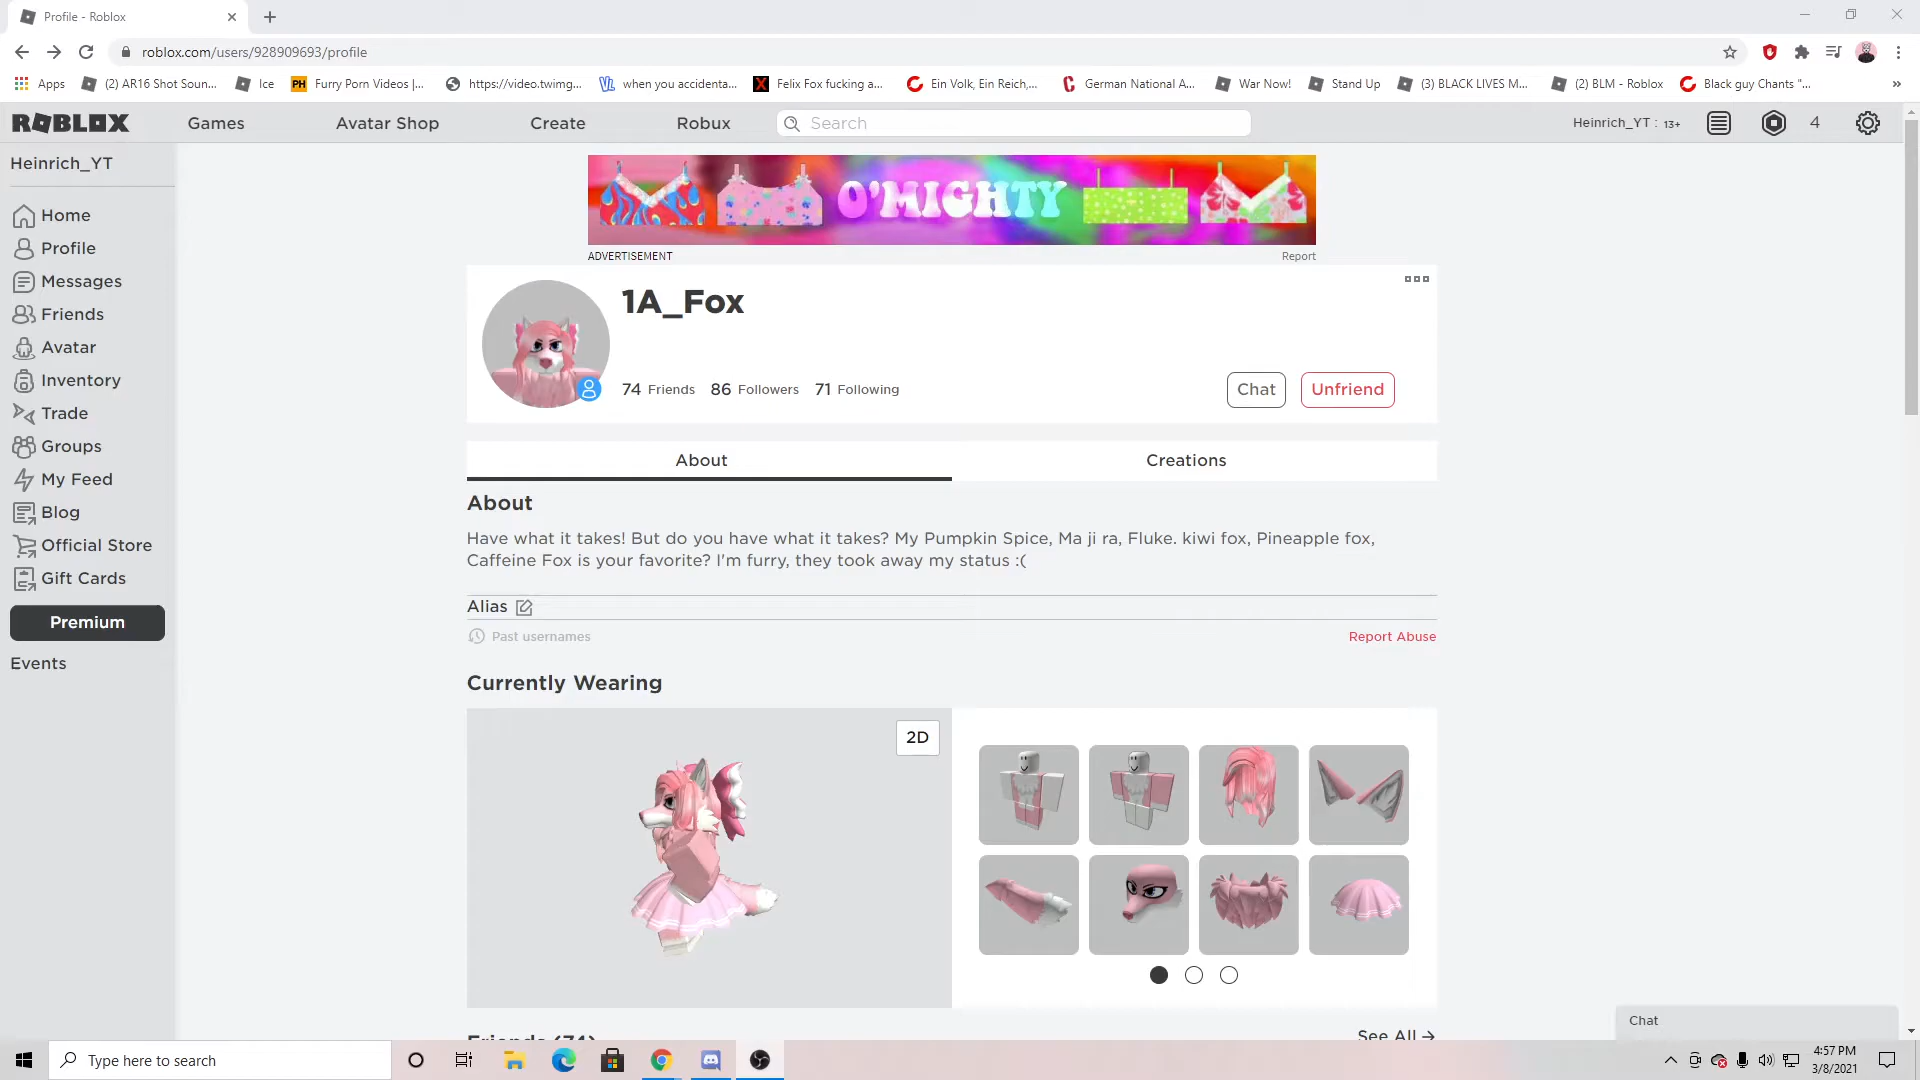 Profile - Roblox
roblox.com/users/928909693/profile
Apps (2) AR16 Shot Soun... Ice PH Furry Porn Videos |... https://video.twimg... when you accidenta... Felix Fox fucking a... Ein Volk, Ein Reich,... German National A... War Now! Stand Up (3) BLACK LIVES M... (2) BLM - Roblox Black guy Chants "... »
ROBLOX Games Avatar Shop Create Robux Search Heinrich_YT : 13+ 4
Heinrich_YT
Home
Profile
Messages
Friends
Avatar
Inventory
Trade
Groups
My Feed
Blog
Official Store
Gift Cards
Premium
Events
O'MIGHTY
ADVERTISEMENT Report
1A_Fox
74 Friends 86 Followers 71 Following Chat Unfriend
About Creations
About
Have what it takes! But do you have what it takes? My Pumpkin Spice, Ma ji ra, Fluke. kiwi fox, Pineapple fox,
Caffeine Fox is your favorite? I'm furry, they took away my status :(
Alias
Past usernames Report Abuse
Currently Wearing
2D
Friends (74) See All →
Chat
Type here to search
4:57 PM
3/8/2021